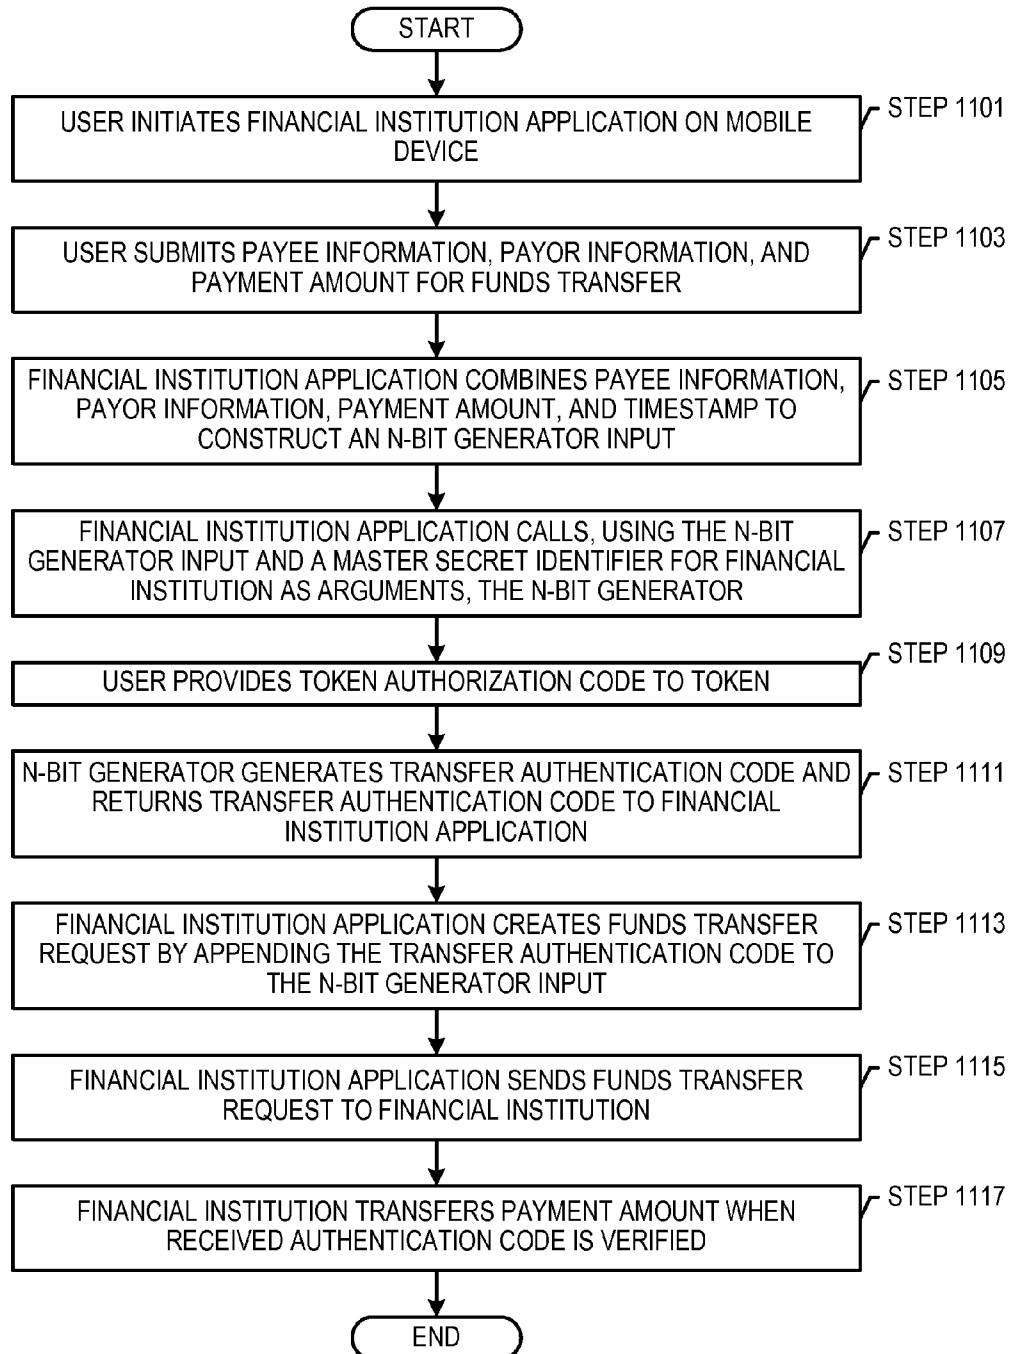 START
USER INITIATES FINANCIAL INSTITUTION APPLICATION ON MOBILE
DEVICE
STEP 1101
USER SUBMITS PAYEE INFORMATION, PAYOR INFORMATION, AND
PAYMENT AMOUNT FOR FUNDS TRANSFER
STEP 1103
FINANCIAL INSTITUTION APPLICATION COMBINES PAYEE INFORMATION,
PAYOR INFORMATION, PAYMENT AMOUNT, AND TIMESTAMP TO
CONSTRUCT AN N-BIT GENERATOR INPUT
STEP 1105
FINANCIAL INSTITUTION APPLICATION CALLS, USING THE N-BIT
GENERATOR INPUT AND A MASTER SECRET IDENTIFIER FOR FINANCIAL
INSTITUTION AS ARGUMENTS, THE N-BIT GENERATOR
STEP 1107
USER PROVIDES TOKEN AUTHORIZATION CODE TO TOKEN
STEP 1109
N-BIT GENERATOR GENERATES TRANSFER AUTHENTICATION CODE AND
RETURNS TRANSFER AUTHENTICATION CODE TO FINANCIAL
INSTITUTION APPLICATION
STEP 1111
FINANCIAL INSTITUTION APPLICATION CREATES FUNDS TRANSFER
REQUEST BY APPENDING THE TRANSFER AUTHENTICATION CODE TO
THE N-BIT GENERATOR INPUT
STEP 1113
FINANCIAL INSTITUTION APPLICATION SENDS FUNDS TRANSFER
REQUEST TO FINANCIAL INSTITUTION
STEP 1115
FINANCIAL INSTITUTION TRANSFERS PAYMENT AMOUNT WHEN
RECEIVED AUTHENTICATION CODE IS VERIFIED
STEP 1117
END